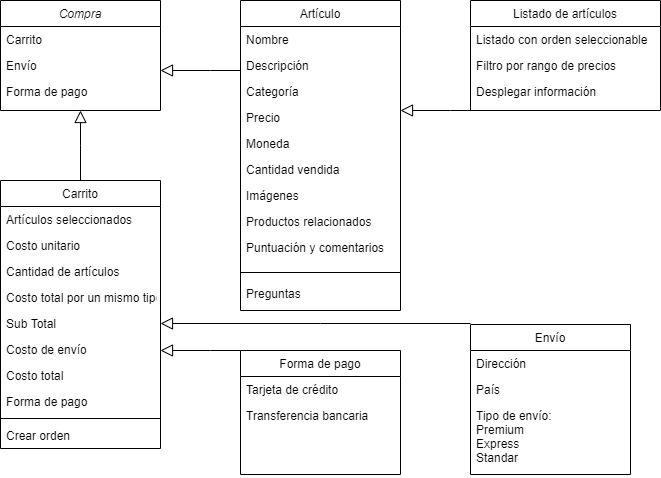 Compra
Carrito
Envío
Forma de pago
Artículo
Nombre
Descripción
Categoría
Precio
Moneda
Cantidad vendida
Imágenes
Productos relacionados
Puntuación y comentarios
Preguntas
Listado de artículos
Listado con orden seleccionable
Filtro por rango de precios
Desplegar información
Carrito
Artículos seleccionados
Costo unitario
Cantidad de artículos
Costo total por un mismo tipo
Sub Total
Costo de envío
Costo total
Forma de pago
Crear orden
Forma de pago
Tarjeta de crédito
Transferencia bancaria
Envío
Dirección
País
Tipo de envío:
Premium
Express
Standar